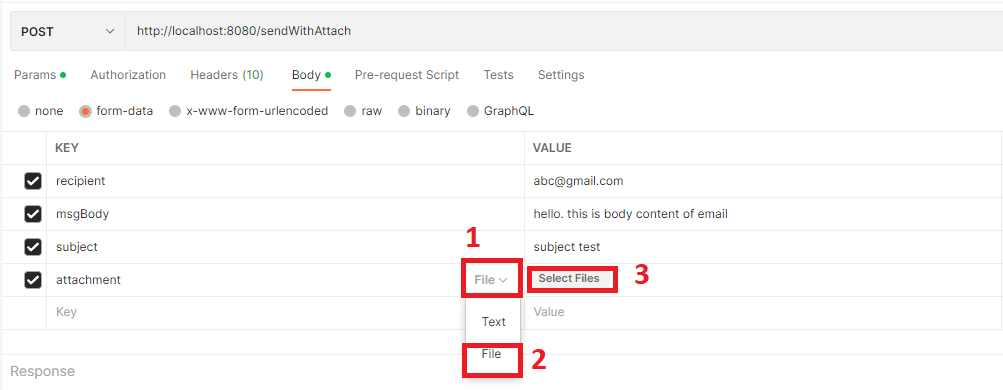 POST http://localhost:8080/sendWithAttach
Params Authorization Headers (10) Body Pre-request Script Tests Settings
none form-data x-www-form-urlencoded raw binary GraphQL
KEY VALUE
recipient abc@gmail.com
msgBody hello. this is body content of email
subject subject test
1
attachment File Select Files 3
Key Value
Text
File 2
Response